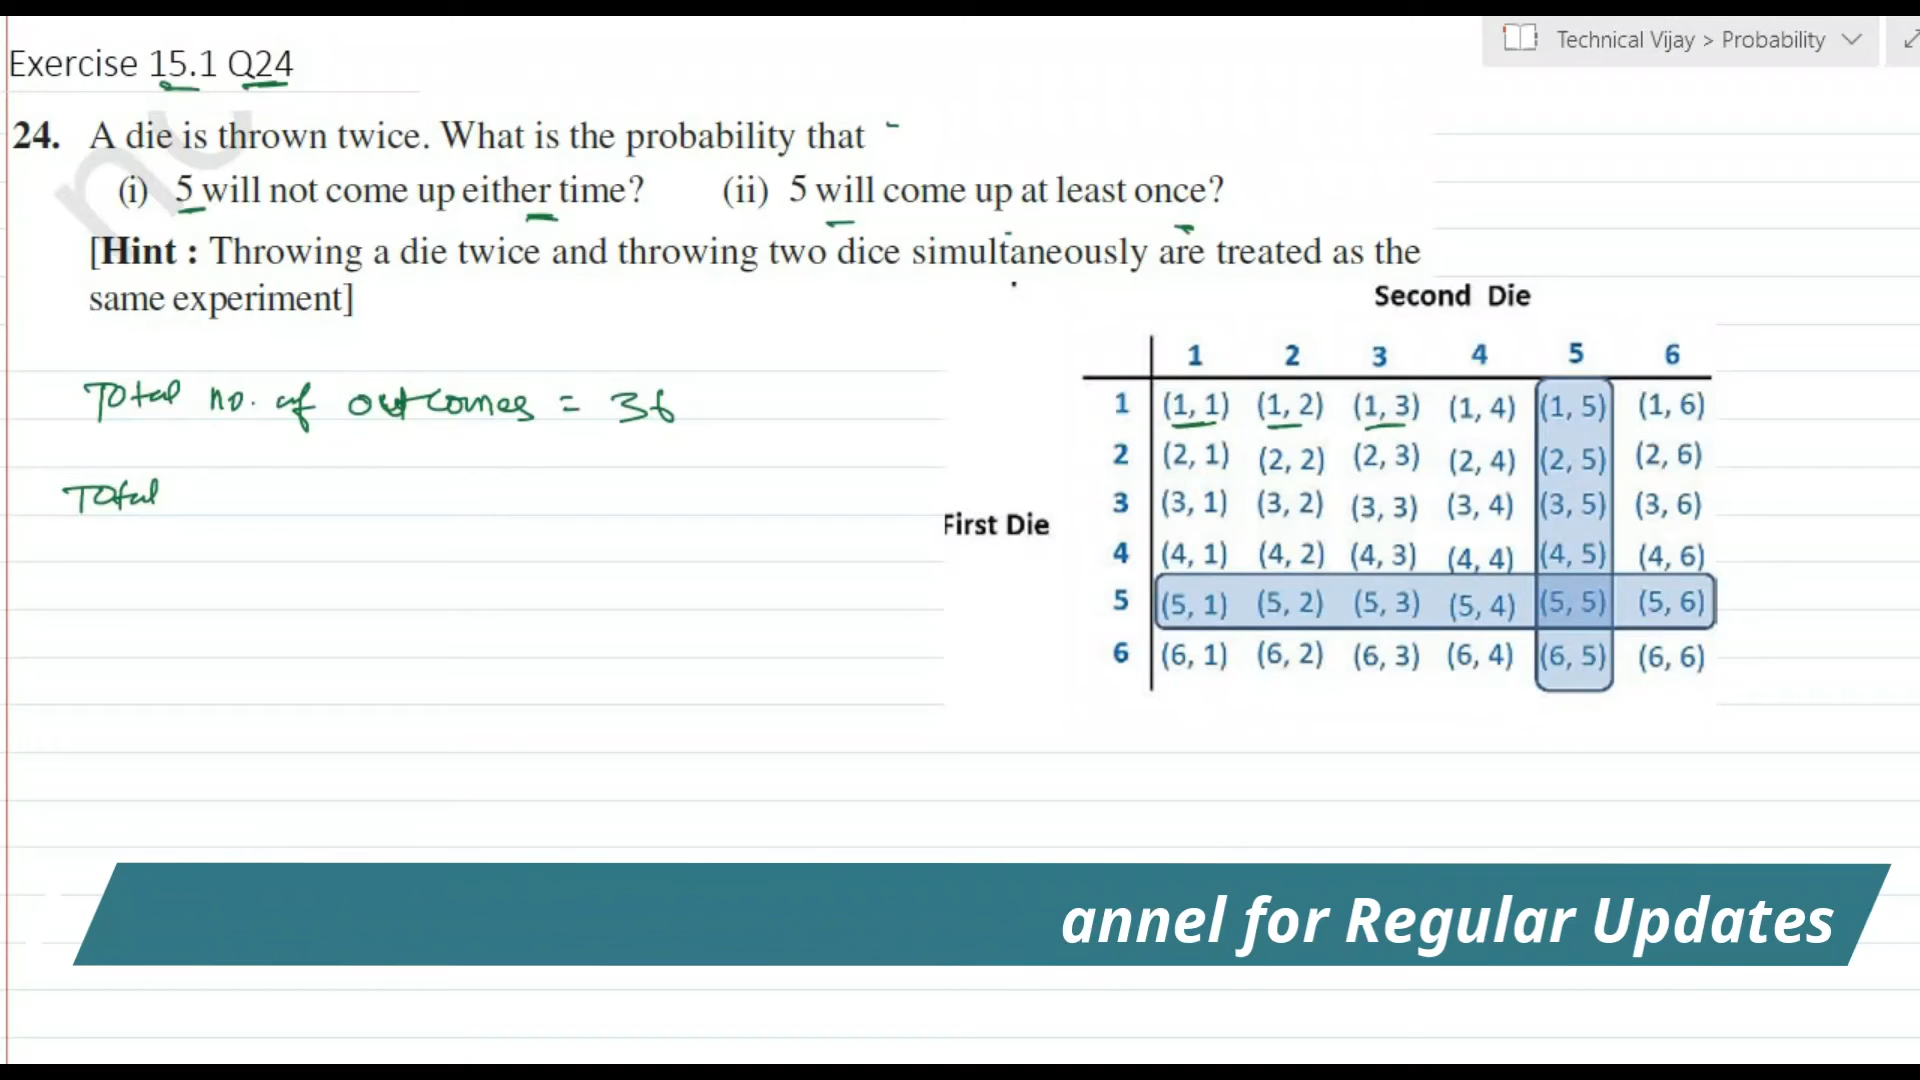 Technical Vijay > Probability
Exercise 15.1 Q24
24. A die is thrown twice. What is the probability that
(i) 5 will not come up either time? (ii) 5 will come up at least once?
[Hint : Throwing a die twice and throwing two dice simultaneously are treated as the
same experiment]
Total no. of outcomes = 36
Total
Second Die
1 2 3 4 5 6
1 (1, 1) (1, 2) (1, 3) (1, 4) (1, 5) (1, 6)
2 (2, 1) (2, 2) (2, 3) (2, 4) (2, 5) (2, 6)
3 (3, 1) (3, 2) (3, 3) (3, 4) (3, 5) (3, 6)
First Die
4 (4, 1) (4, 2) (4, 3) (4, 4) (4, 5) (4, 6)
5 (5, 1) (5, 2) (5, 3) (5, 4) (5, 5) (5, 6)
6 (6, 1) (6, 2) (6, 3) (6, 4) (6, 5) (6, 6)
annel for Regular Updates